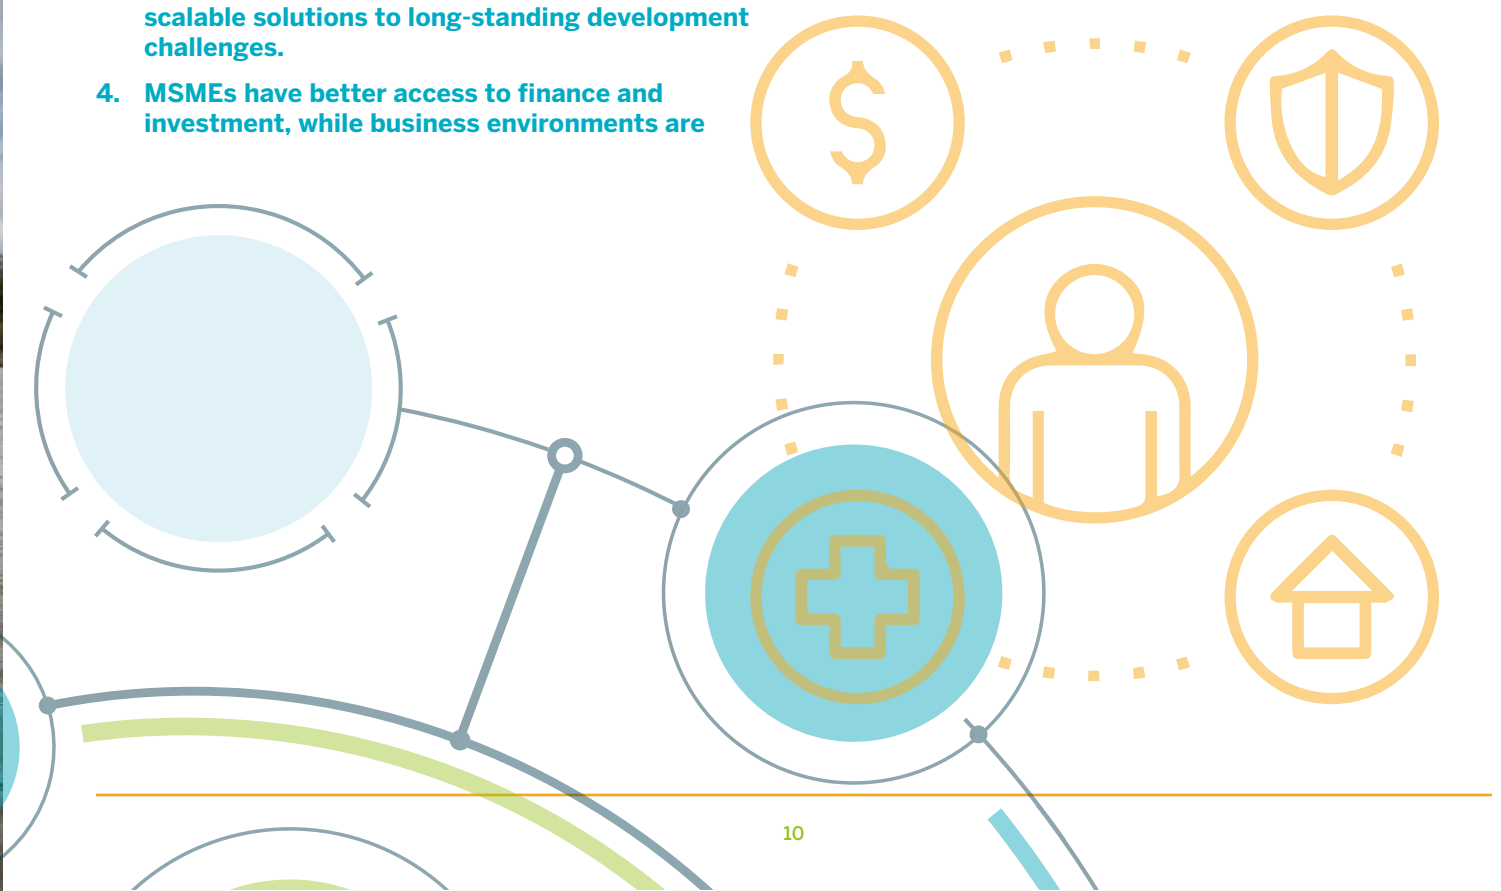 scalable solutions to long-standing development
challenges.
4. MSMEs have better access to finance and
investment, while business environments are
$
10